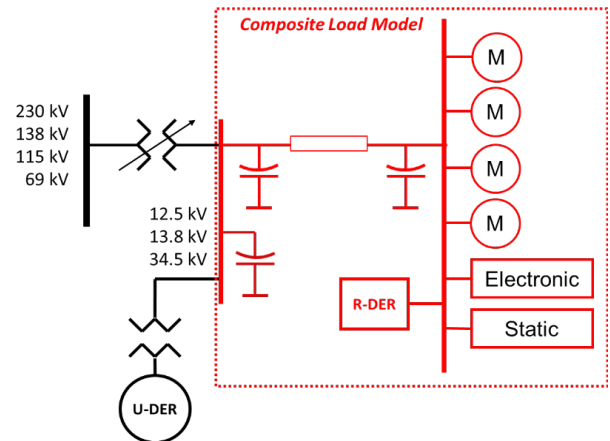 Composite Load Model
230 kV
138 kV
115 kV
69 kV
12.5 kV
13.8 kV
34.5 kV
M
M
M
M
Electronic
R-DER
Static
U-DER